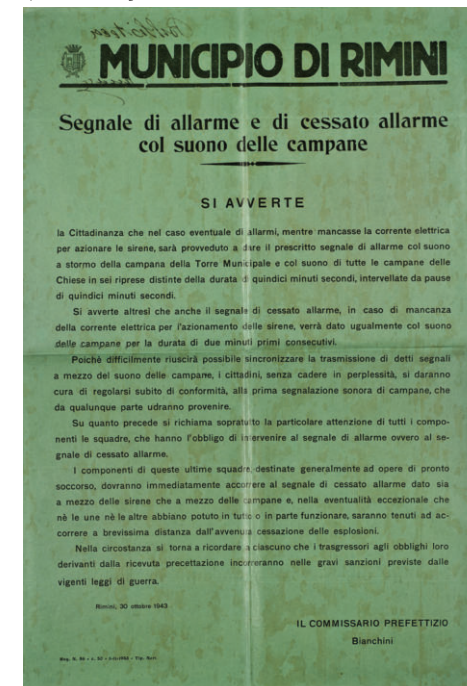 MUNICIPIO DI RIMINI
Segnale di allarme e di cessato allarme
col suono delle campane
SI AVVERTE
la Cittadinanza che nel caso eventuale di allarmi, mentre mancasse la corrente elettrica
per azionare le sirene, sarà provveduto a dare il prescritto segnale di allarme col suono
a stormo della campana della Torre Municipale e col suono di tutte le campane delle
Chiese in sei riprese distinte della durata di quindici minuti secondi, intervellate da pause
di quindici minuti secondi.
Si avverte altresì che anche il segnale di cessato allarme, in caso di mancanza
della corrente elettrica per l'azionamento delle sirene, verrà dato ugualmente col suono
delle campane per la durata di due minuti primi consecutivi.
Poichè difficilmente riuscirà possibile sincronizzare la trasmissione di detti segnali
a mezzo del suono delle campane, i cittadini, senza cadere in perplessità, si daranno
cura di regolarsi subito di conformità, alla prima segnalazione sonora di campane, che
da qualunque parte udranno provenire.
Su quanto precede si richiama sopratutto la particolare attenzione di tutti i compo-
nenti le squadre, che hanno l'obbligo di intervenire al segnale di allarme ovvero al se-
gnale di cessato allarme.
I componenti di queste ultime squadre, destinate generalmente ad opere di pronto
soccorso, dovranno immediatamente accorrere al segnale di cessato allarme dato sia
a mezzo delle sirene che a mezzo delle campane e, nella eventualità eccezionale che
nè le une nè le altre abbiano potuto in tutto o in parte funzionare, saranno tenuti ad ac-
correre a brevissima distanza dall'avvenuta cessazione delle esplosioni.
Nella circostanza si torna a ricordare a ciascuno che i trasgressori agli obblighi loro
derivanti dalla ricevuta precettazione incorreranno nelle gravi sanzioni previste dalle
vigenti leggi di guerra.
Rimini, 30 ottobre 1943
IL COMMISSARIO PREFETTIZIO
Bianchini